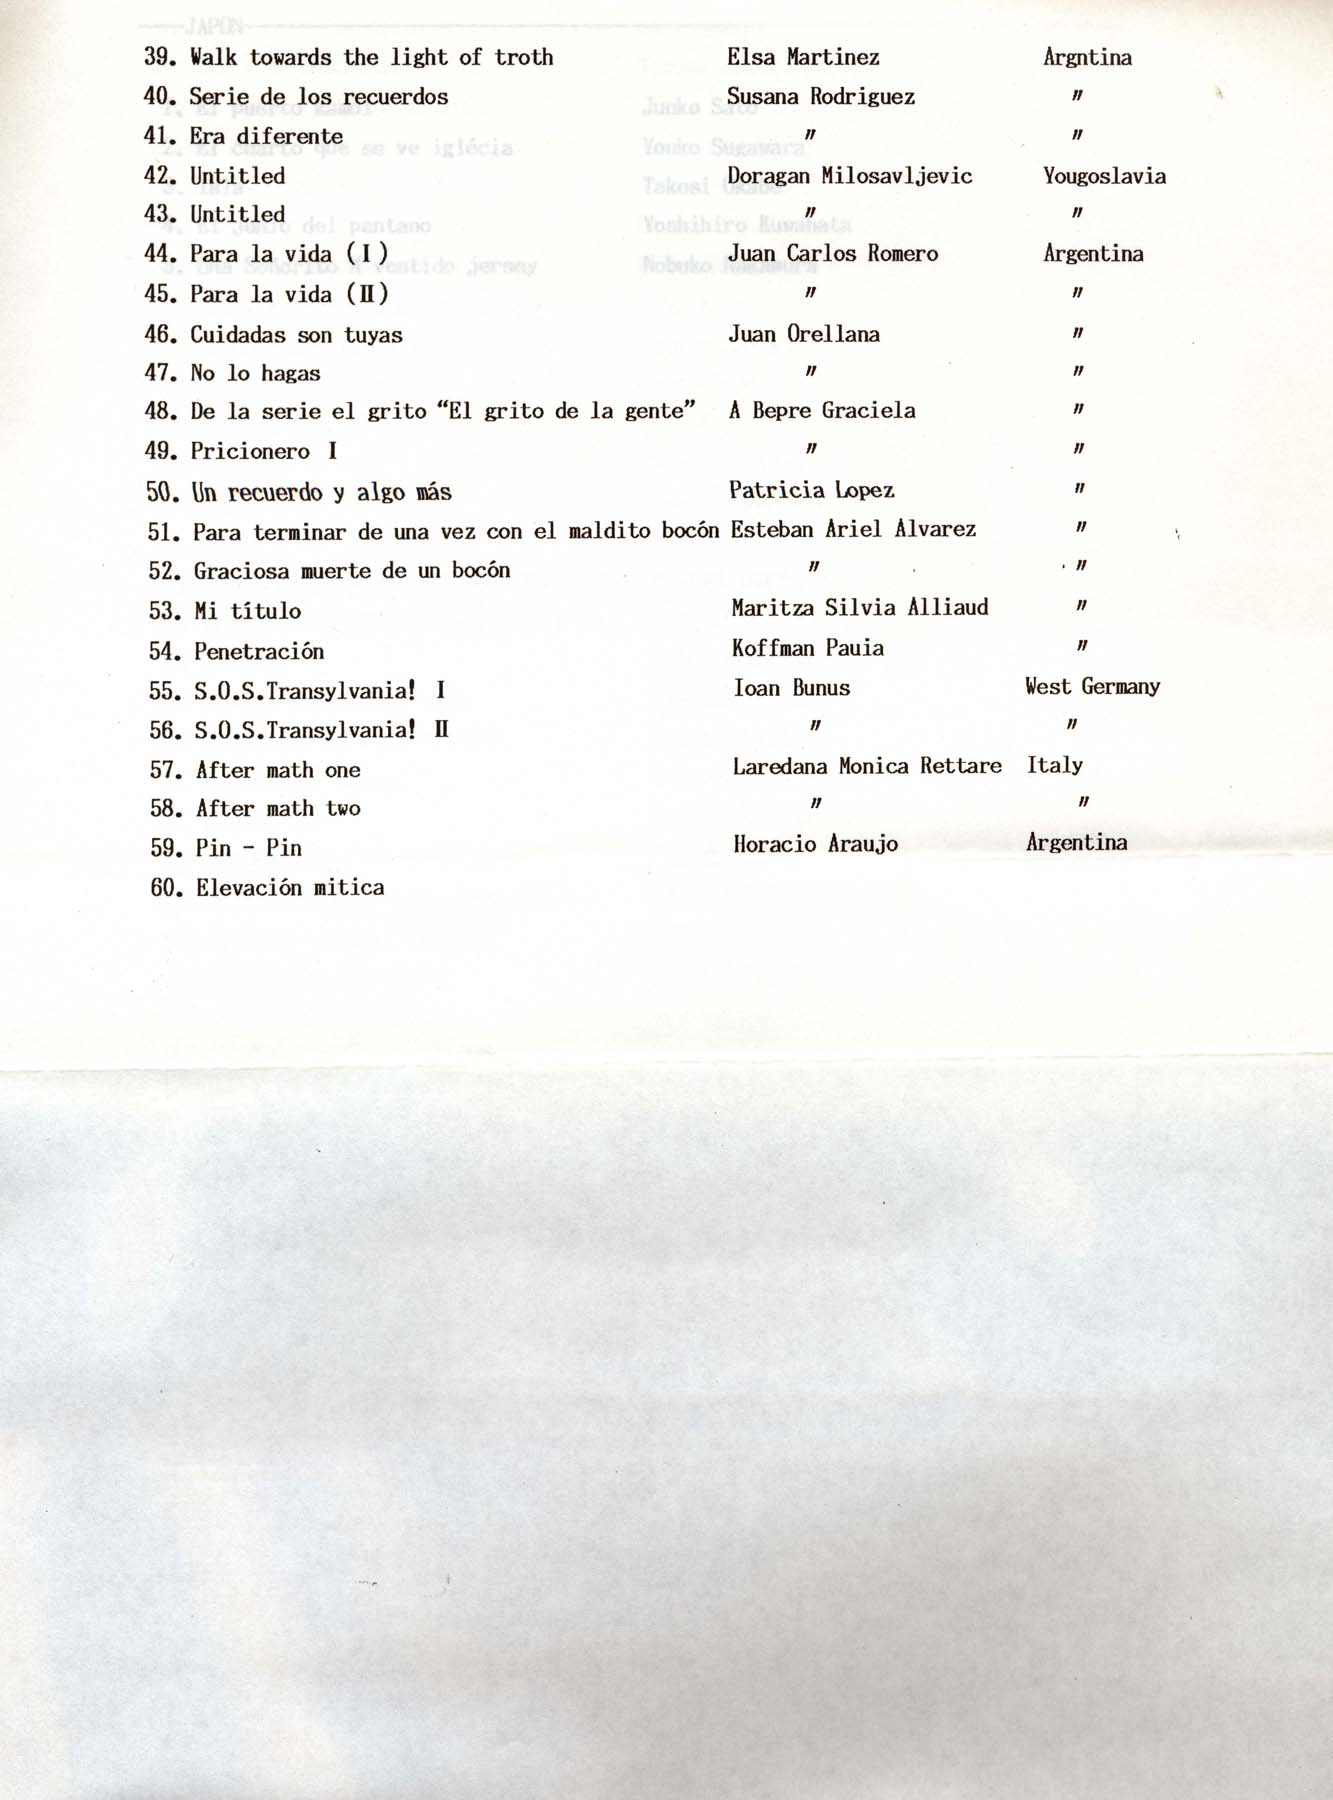 JAPON
39. Walk towards the light of troth Elsa Martinez Argntina
40. Serie de los recuerdos Susana Rodriguez 〃
41. Era diferente 〃 〃
42. Untitled Doragan Milosavljevic Yougoslavia
43. Untitled 〃 〃
44. Para la vida (Ⅰ) Juan Carlos Romero Argentina
45. Para la vida (Ⅱ) 〃 〃
46. Cuidadas son tuyas Juan Orellana 〃
47. No lo hagas 〃 〃
48. De la serie el grito “El grito de la gente” A Bepre Graciela 〃
49. Pricionero Ⅰ 〃 〃
50. Un recuerdo y algo más Patricia Lopez 〃
51. Para terminar de una vez con el maldito bocón Esteban Ariel Alvarez 〃
52. Graciosa muerte de un bocón 〃 〃
53. Mi título Maritza Silvia Alliaud 〃
54. Penetración Koffman Pauia 〃
55. S.O.S.Transylvania! Ⅰ Ioan Bunus West Germany
56. S.O.S.Transylvania! Ⅱ 〃 〃
57. After math one Laredana Monica Rettare Italy
58. After math two 〃 〃
59. Pin - Pin Horacio Araujo Argentina
60. Elevación mitica